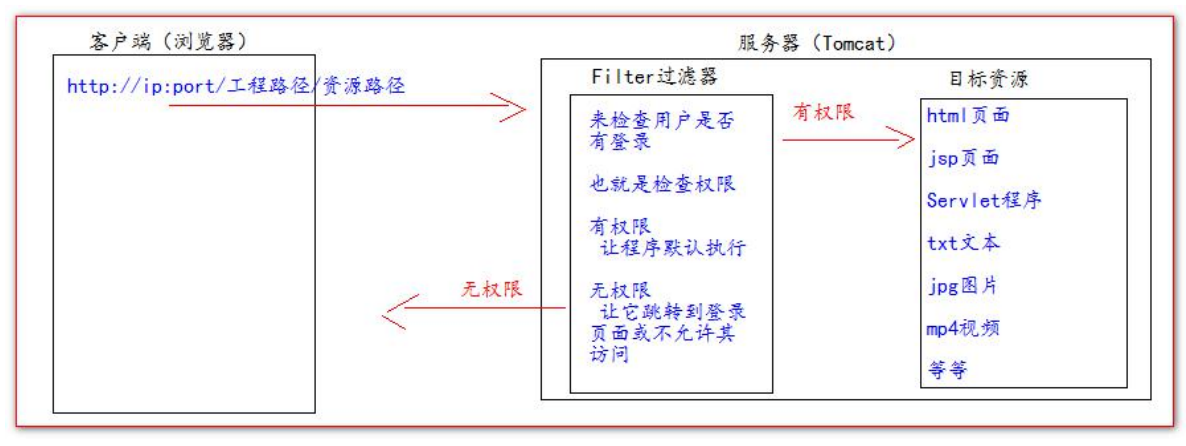 客户端（浏览器）
http://ip:port/工程路径/资源路径
服务器（Tomcat）
Filter过滤器
来检查用户是否
有登录
也就是检查权限
有权限
让程序默认执行
无权限
让它跳转到登录
页面或不允许其
访问
有权限
无权限
目标资源
html页面
jsp页面
Servlet程序
txt文本
jpg图片
mp4视频
等等